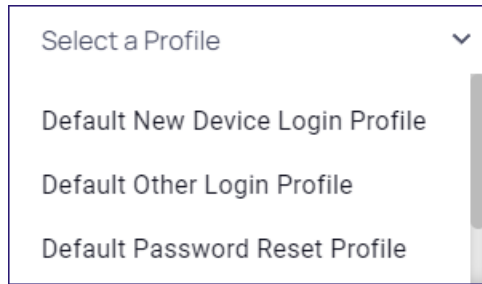 Select a Profile
Default New Device Login Profile
Default Other Login Profile
Default Password Reset Profile